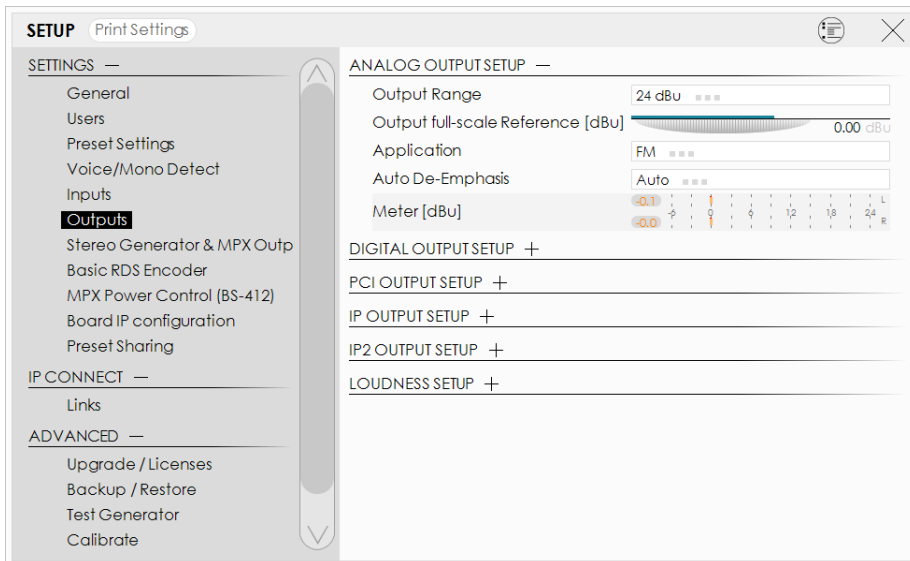 SETUP Print Settings
SETTINGS —
General
Users
Preset Settings
Voice/Mono Detect
Inputs
Outputs
Stereo Generator & MPX Outp
Basic RDS Encoder
MPX Power Control (BS-412)
Board IP configuration
Preset Sharing
IP CONNECT —
Links
ADVANCED —
Upgrade / Licenses
Backup / Restore
Test Generator
Calibrate
ANALOG OUTPUT SETUP —
Output Range 24 dBu
Output full-scale Reference [dBu] 0.00 dBu
Application FM
Auto De-Emphasis Auto
Meter [dBu]
-0.1 L
-6 0 6 12 18 24
-0.0 R
DIGITAL OUTPUT SETUP +
PCI OUTPUT SETUP +
IP OUTPUT SETUP +
IP2 OUTPUT SETUP +
LOUDNESS SETUP +